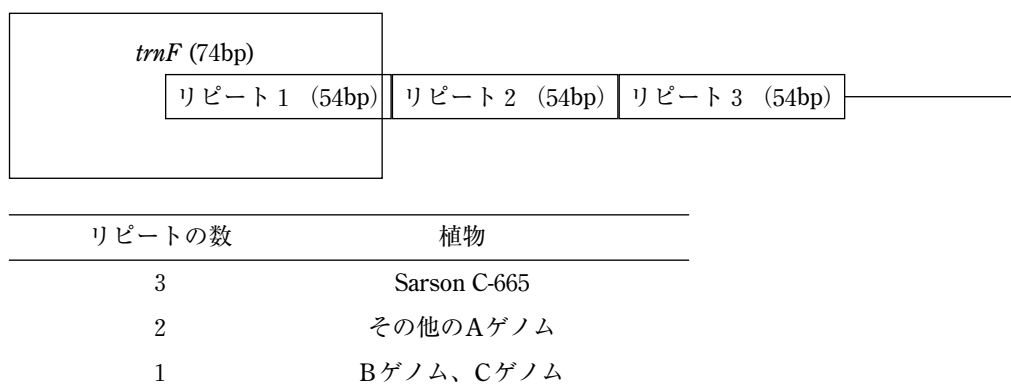 trnF (74bp)
リピート 1 (54bp) リピート 2 (54bp) リピート 3 (54bp)
リピートの数 植物
3 Sarson C-665
2 その他のAゲノム
1 Bゲノム、Cゲノム